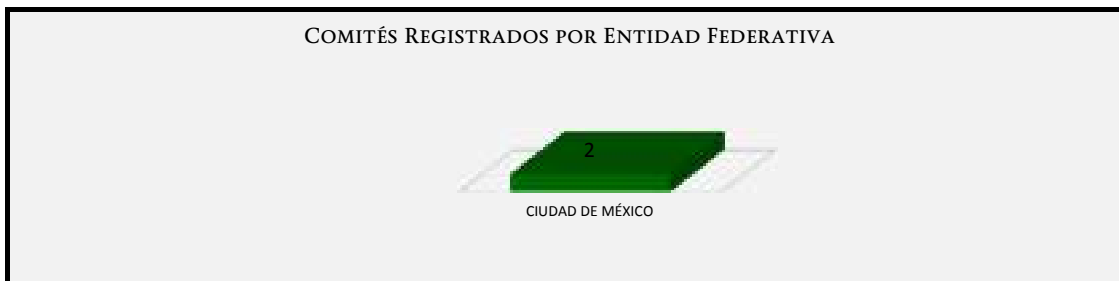 Comités Registrados por Entidad Federativa
2
CIUDAD DE MÉXICO